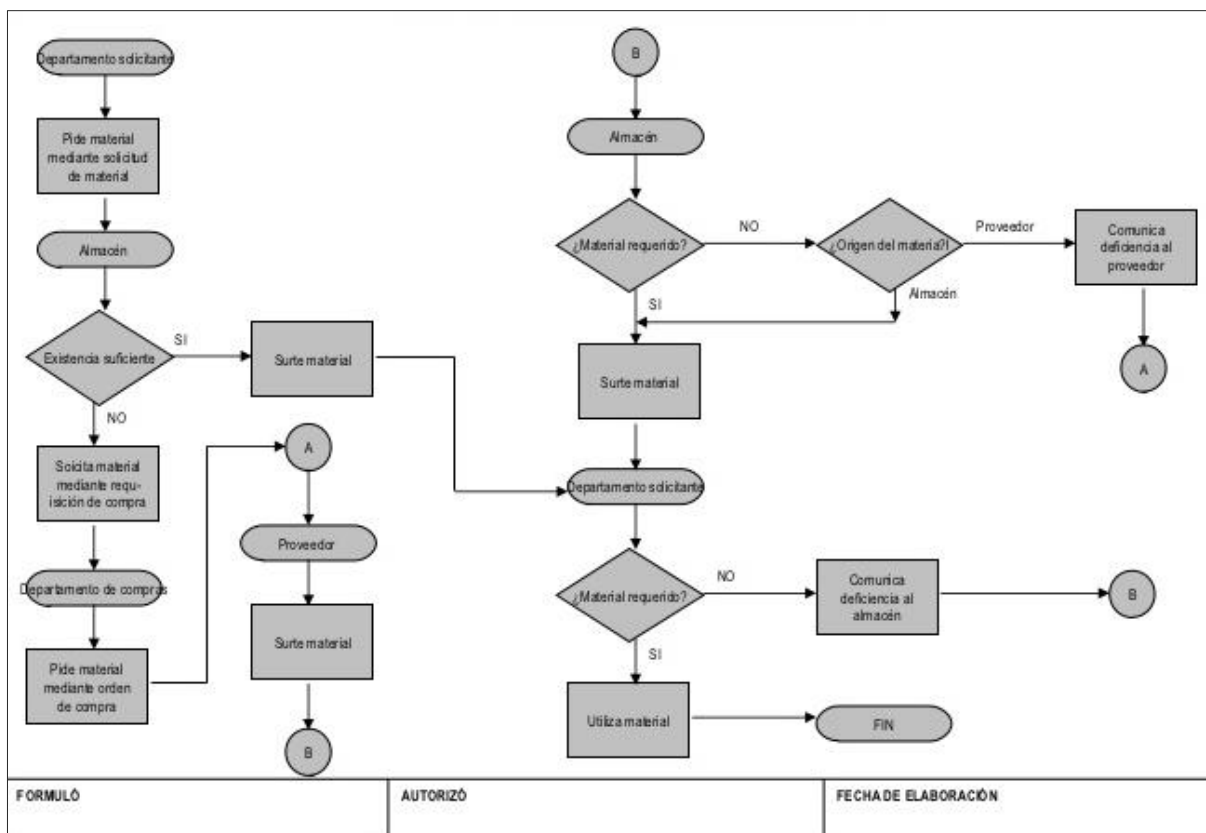 Departamento solicitante
Pide material
mediante solicitud
de material
Almacén
Existencia suficiente
SI
Surte material
NO
Soicita material
mediante requ-
isición de compra
Departamento de compras
Pide material
mediante orden
de compra
A
Proveedor
Surte material
B
B
Almacén
¿Material requerido?
NO
¿Origen del materia?l
Proveedor
Comunica
deficiencia al
proveedor
A
Almacén
SI
Surte material
Departamento solicitante
¿Material requerido?
NO
Comunica
deficiencia al
almacén
B
SI
Utiliza material
FIN
FORMULÓ
AUTORIZÓ
FECHA DE ELABORACIÓN